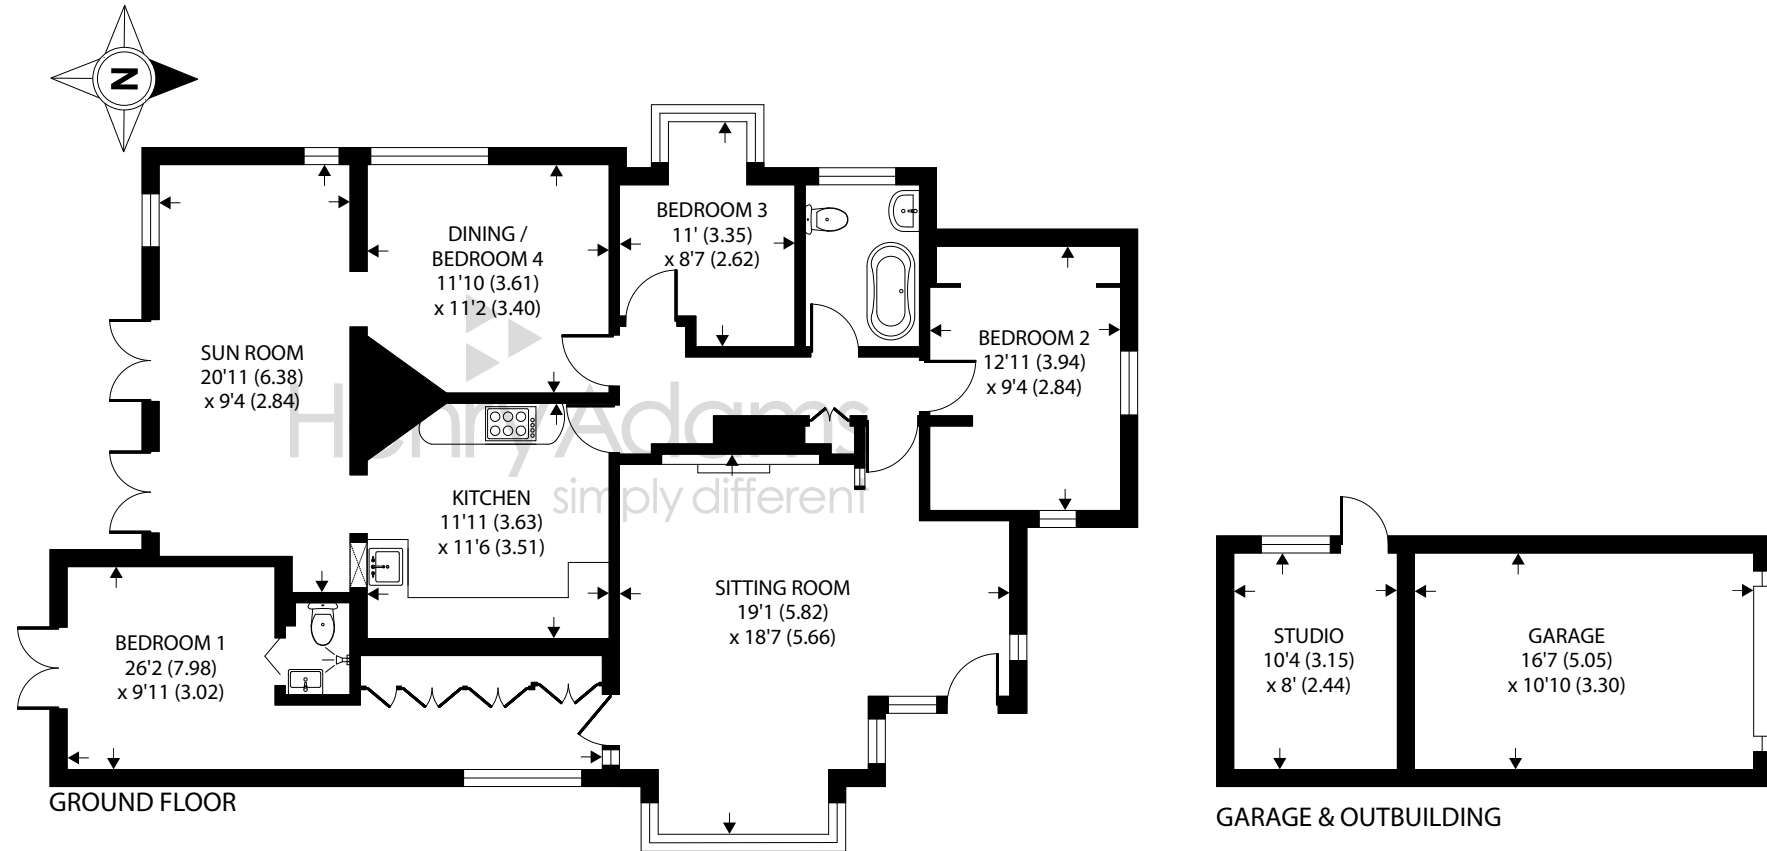 N
BEDROOM 3
11' (3.35)
x 8'7 (2.62)
DINING /
BEDROOM 4
11'10 (3.61)
x 11'2 (3.40)
SUN ROOM
20'11 (6.38)
x 9'4 (2.84)
BEDROOM 2
12'11 (3.94)
x 9'4 (2.84)
Henry Adams
simply different
KITCHEN
11'11 (3.63)
x 11'6 (3.51)
SITTING ROOM
19'1 (5.82)
x 18'7 (5.66)
BEDROOM 1
26'2 (7.98)
x 9'11 (3.02)
STUDIO
10'4 (3.15)
x 8' (2.44)
GARAGE
16'7 (5.05)
x 10'10 (3.30)
GROUND FLOOR
GARAGE & OUTBUILDING